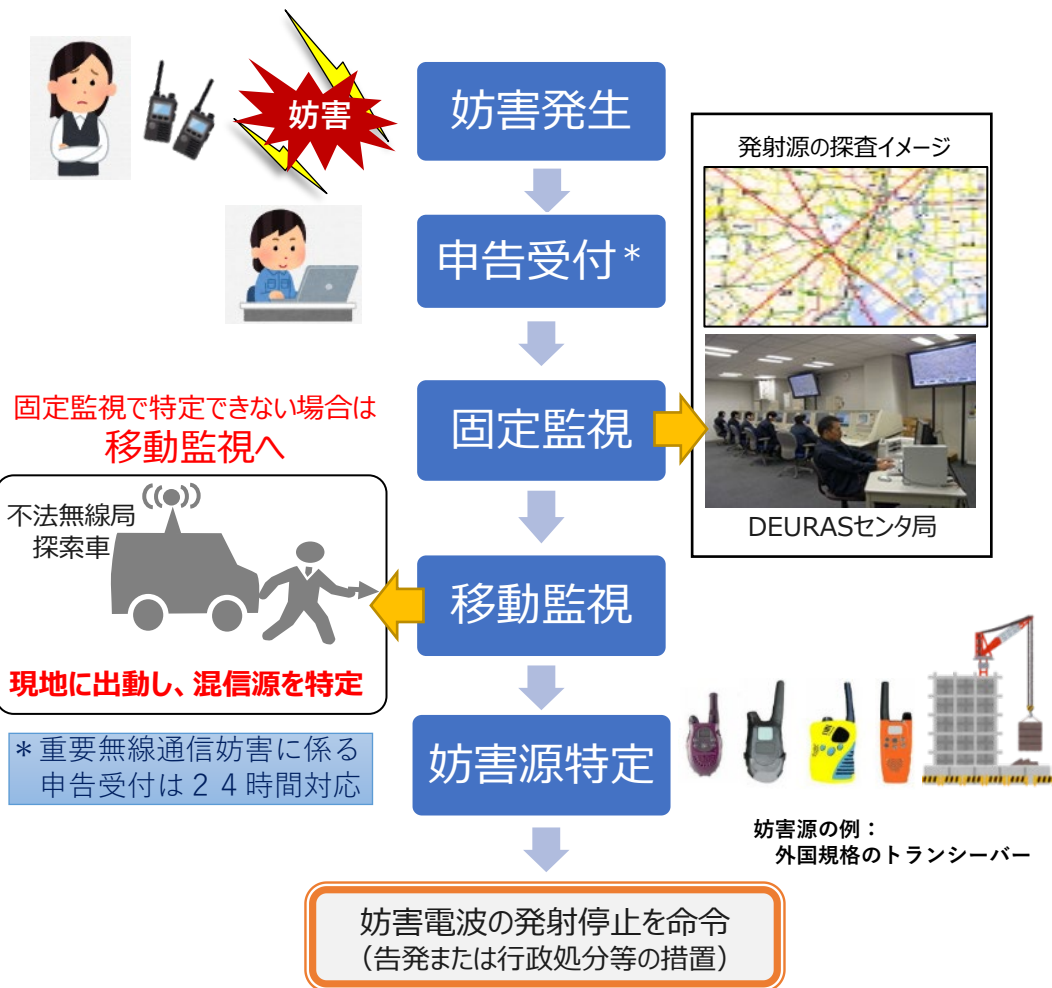 妨害
妨害発生
申告受付*
固定監視
移動監視
妨害源特定
妨害電波の発射停止を命令
（告発または行政処分等の措置）
発射源の探査イメージ
DEURASセンタ局
固定監視で特定できない場合は
移動監視へ
不法無線局
探索車
現地に出動し、混信源を特定
*重要無線通信妨害に係る
申告受付は２４時間対応
妨害源の例：
外国規格のトランシーバー